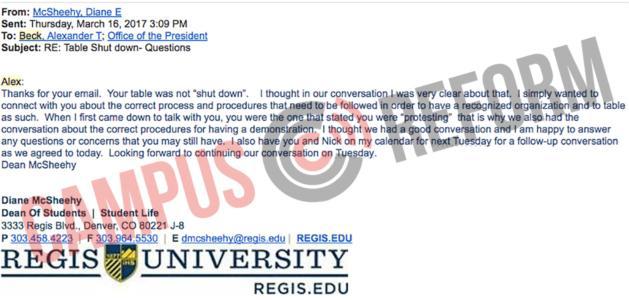 From: McSheehy, Diane E
Sent: Thursday, March 16, 2017 3:09 PM
To: Beck, Alexander T; Office of the President
Subject: RE: Table Shut down- Questions
Alex:
Thanks for your email. Your table was not "shut down". I thought in our conversation I was very clear about that. I simply wanted to
connect with you about the correct process and procedures that need to be followed in order to have a recognized organization and to table
as such. When I first came down to talk with you, you were the one that stated you were "protesting" that is why we also had the
conversation about the correct procedures for having a demonstration. I thought we had a good conversation and I am happy to answer
any questions or concerns that you may still have. I also have you and Nick on my calendar for next Tuesday for a follow-up conversation
as we agreed to today. Looking forward to continuing our conversation on Tuesday.
Dean McSheehy
Diane McSheehy
Dean Of Students | Student Life
3333 Regis Blvd., Denver, CO 80221 J-8
P 303.458.4223 F 303.964.5530 | E dmcsheehy@regis.edu | REGIS.EDU
REGIS UNIVERSITY
REGIS.EDU
CAMPUS REFORM